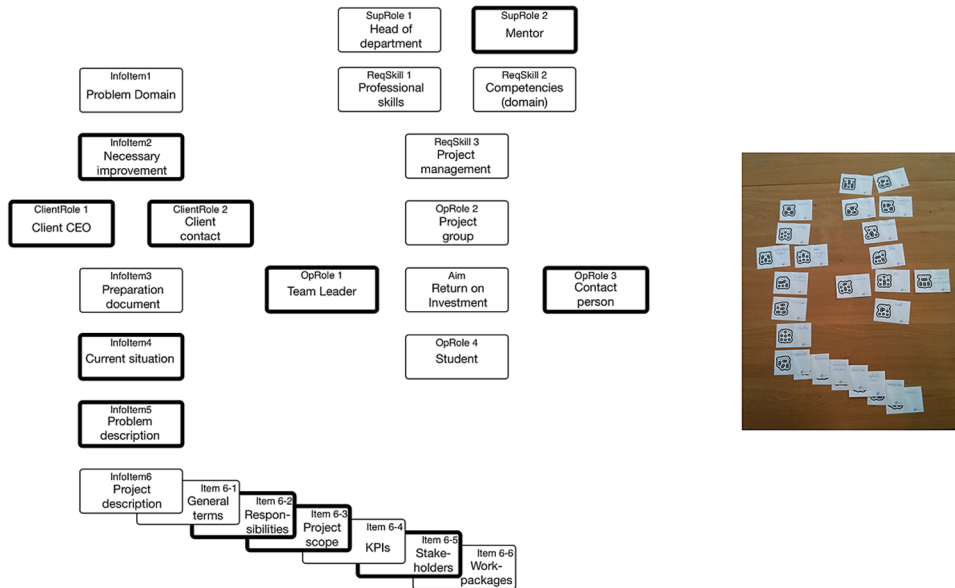 SupRole 1
Head of
department
SupRole 2
Mentor
InfoItem1
Problem Domain
ReqSkill 1
Professional
skills
ReqSkill 2
Competencies
(domain)
InfoItem2
Necessary
improvement
ReqSkill 3
Project
management
ClientRole 1
Client CEO
ClientRole 2
Client
contact
OpRole 2
Project
group
InfoItem3
Preparation
document
OpRole 1
Team Leader
Aim
Return on
Investment
OpRole 3
Contact
person
InfoItem4
Current situation
OpRole 4
Student
InfoItem5
Problem
description
InfoItem6
Project
description
Item 6-1
General
terms
Item 6-2
Respon-
sibilities
Item 6-3
Project
scope
Item 6-4
KPIs
Item 6-5
Stake-
holders
Item 6-6
Work-
packages